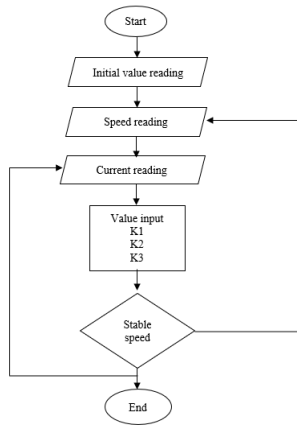 Start
Initial value reading
Speed reading
Current reading
Value input
K1
K2
K3
Stable
speed
End